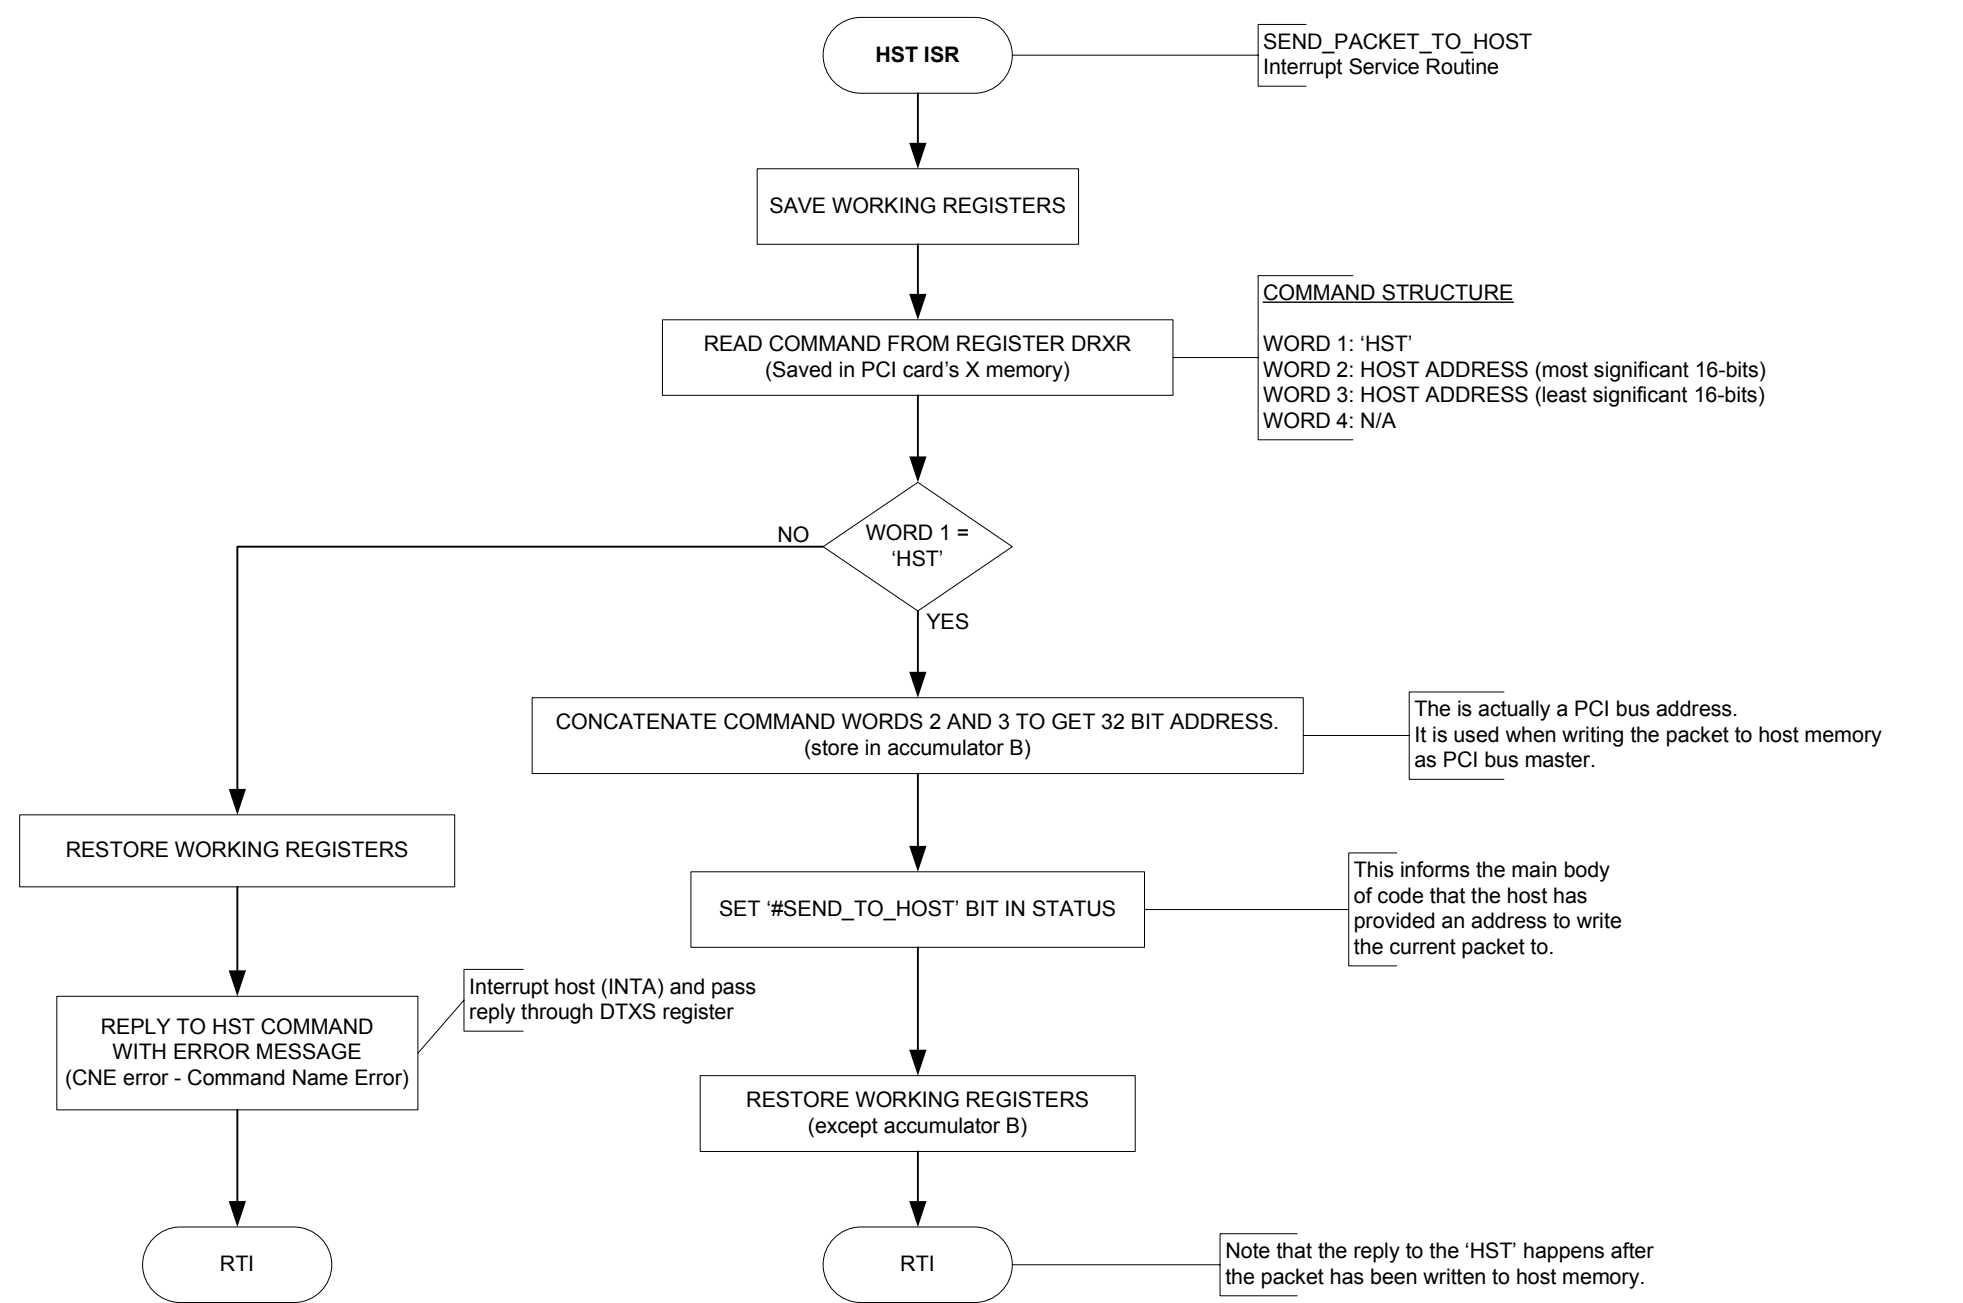 HST ISR
SEND_PACKET_TO_HOST
Interrupt Service Routine
SAVE WORKING REGISTERS
READ COMMAND FROM REGISTER DRXR
(Saved in PCI card’s X memory)
COMMAND STRUCTURE
WORD 1: ‘HST’
WORD 2: HOST ADDRESS (most significant 16-bits)
WORD 3: HOST ADDRESS (least significant 16-bits)
WORD 4: N/A
WORD 1 =
‘HST’
NO
YES
CONCATENATE COMMAND WORDS 2 AND 3 TO GET 32 BIT ADDRESS.
(store in accumulator B)
The is actually a PCI bus address.
It is used when writing the packet to host memory
as PCI bus master.
RESTORE WORKING REGISTERS
SET ‘#SEND_TO_HOST’ BIT IN STATUS
This informs the main body
of code that the host has
provided an address to write
the current packet to.
REPLY TO HST COMMAND
WITH ERROR MESSAGE
(CNE error - Command Name Error)
Interrupt host (INTA) and pass
reply through DTXS register
RESTORE WORKING REGISTERS
(except accumulator B)
RTI
RTI
Note that the reply to the ‘HST’ happens after
the packet has been written to host memory.